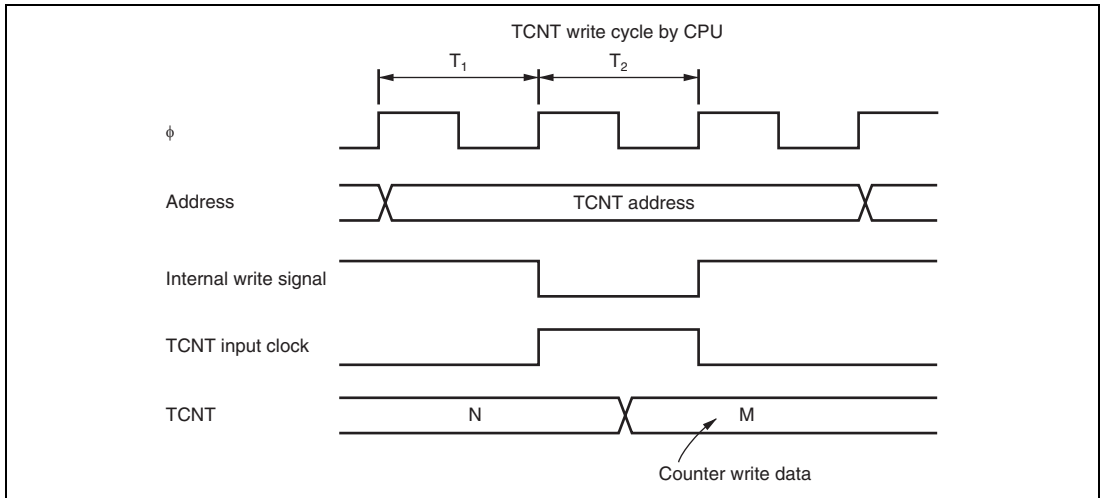 TCNT write cycle by CPU
T1 T2
ϕ
Address TCNT address
Internal write signal
TCNT input clock
TCNT N M
Counter write data